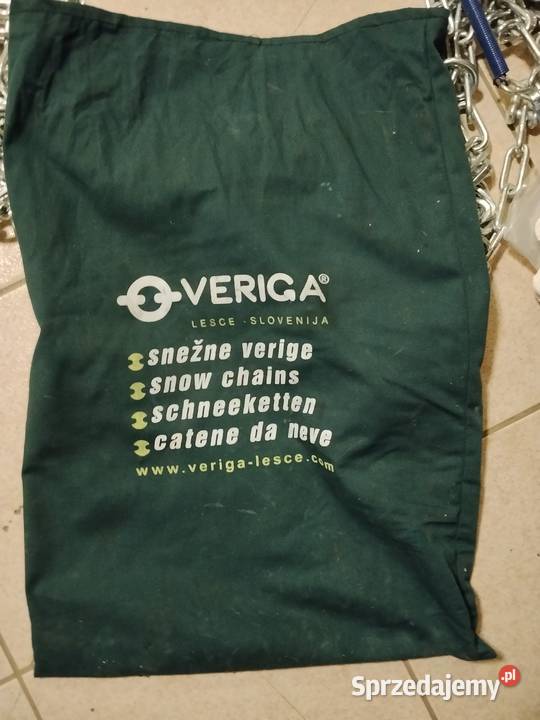 VERIGA®
LESCE - SLOVENIJA
snežne verige
snow chains
schneeketten
catene da neve
www.veriga-lesce.com
Sprzedajemy.pl